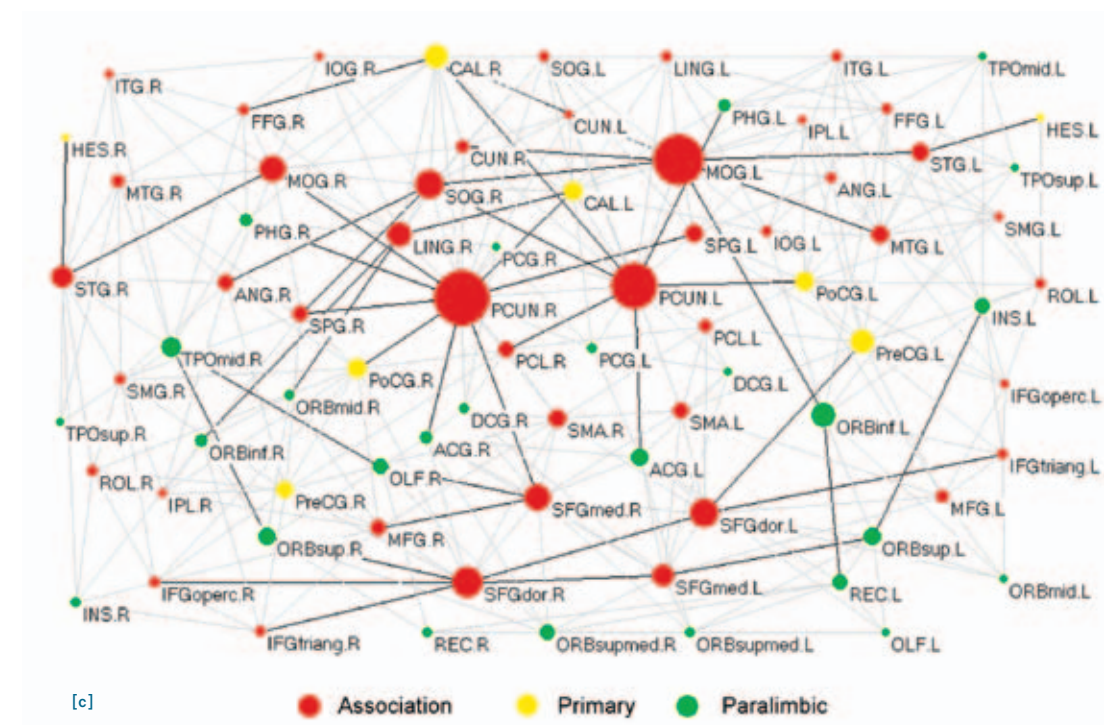 IOG.R
CAL.R
SOG.L
LING.L
ITG.L
TPOmid.L
ITG.R
FFG.R
CUN.L
PHG.L
IPL.L
FFG.L
HES.L
HES.R
CUN.R
MOG.L
STG.L
MTG.R
MOG.R
SOG.R
CAL.L
ANG.L
TPOsup.L
PHG.R
LING.R
PCG.R
SPG.L
IOG.L
MTG.L
SMG.L
STG.R
ANG.R
PCUN.R
PCUN.L
PoCG.L
ROL.L
SPG.R
INS.L
TPOmid.R
PCL.R
PCG.L
PCL.L
PreCG.L
SMG.R
PoCG.R
DCG.L
IFGoperc.L
ORBmid.R
DCG.R
SMA.R
SMA.L
ORBinf.L
TPOsup.R
ORBinf.R
ACG.R
ACG.L
IFGtriang.L
ROL.R
IPL.R
PreCG.R
OLF.R
SFGmed.R
SFGdor.L
MFG.L
ORBsup.R
MFG.R
ORBsup.L
INS.R
IFGoperc.R
SFGdor.R
SFGmed.L
REC.L
ORBmid.L
IFGtriang.R
REC.R
ORBsupmed.R
ORBsupmed.L
OLF.L
[c]
Association
Primary
Paralimbic